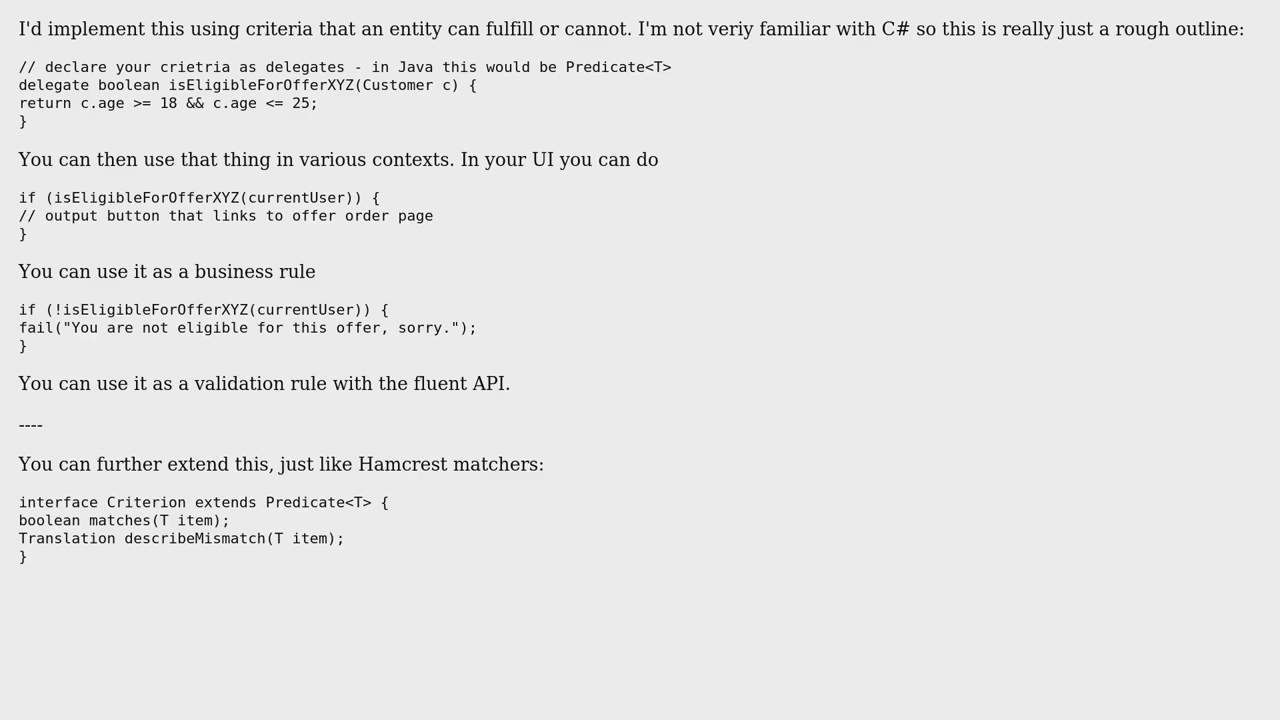 I'd implement this using criteria that an entity can fulfill or cannot. I'm not veriy familiar with C# so this is really just a rough outline:
// declare your crietria as delegates - in Java this would be Predicate<T>
delegate boolean isEligibleForOfferXYZ(Customer c) {
return c.age >= 18 && c.age <= 25;
}
You can then use that thing in various contexts. In your UI you can do
if (isEligibleForOfferXYZ(currentUser)) {
// output button that links to offer order page
}
You can use it as a business rule
if (!isEligibleForOfferXYZ(currentUser)) {
fail("You are not eligible for this offer, sorry.");
}
You can use it as a validation rule with the fluent API.
----
You can further extend this, just like Hamcrest matchers:
interface Criterion extends Predicate<T> {
boolean matches(T item);
Translation describeMismatch(T item);
}